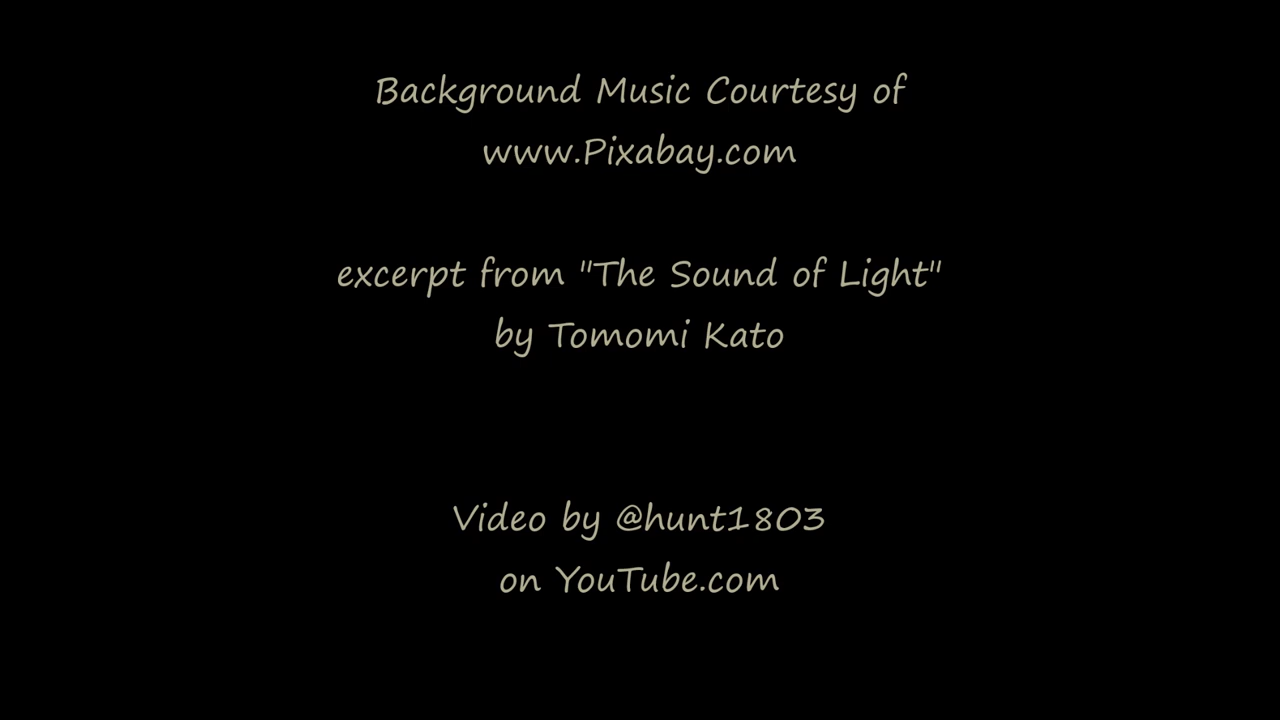 Background Music Courtesy of
www.Pixabay.com
excerpt from "The Sound of Light"
by Tomomi Kato
Video by @hunt1803
on YouTube.com